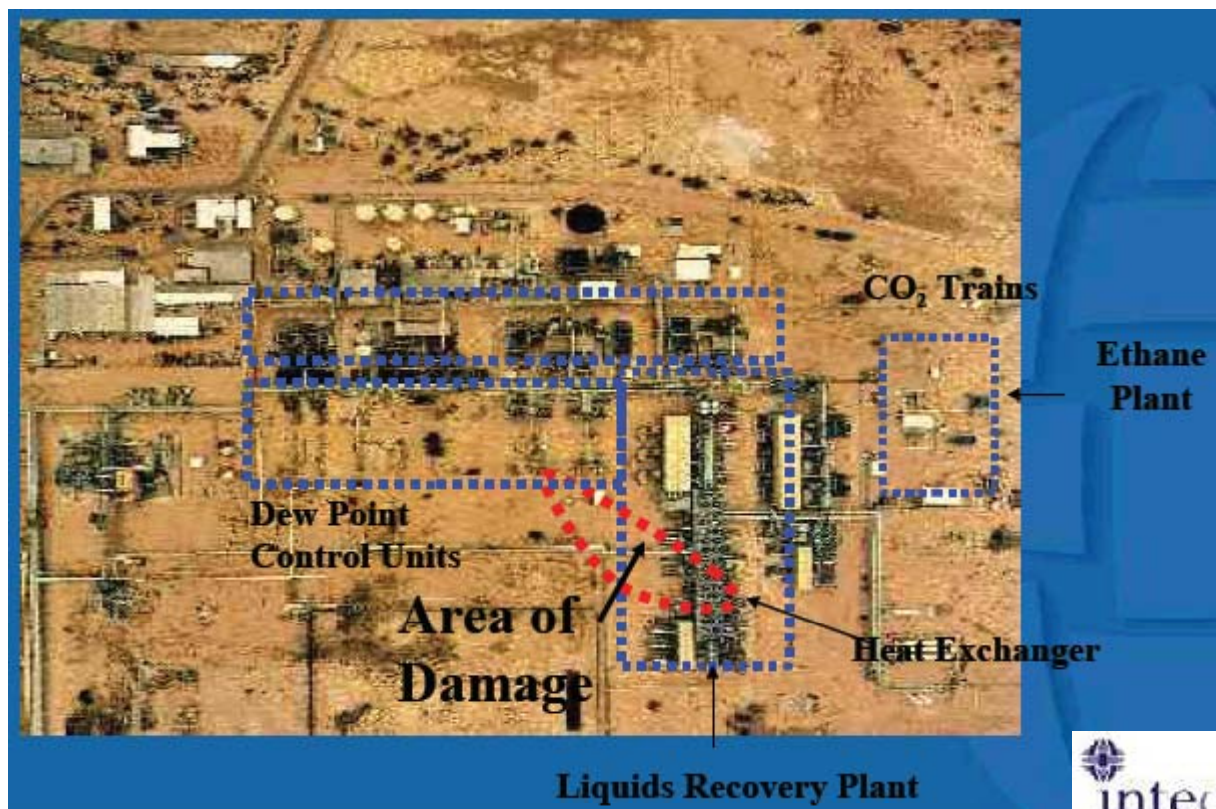 CO₂ Trains
Ethane
Plant
Dew Point
Control Units
Area of
Damage
Heat Exchanger
Liquids Recovery Plant